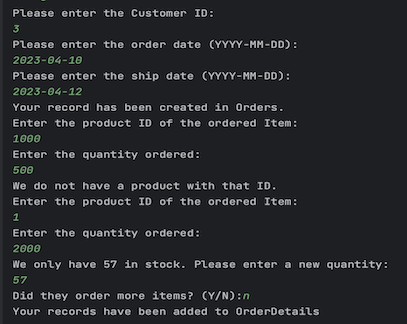 Please enter the Customer ID:
3
Please enter the order date (YYYY-MM-DD):
2023-04-10
Please enter the ship date (YYYY-MM-DD):
2023-04-12
Your record has been created in Orders.
Enter the product ID of the ordered Item:
1000
Enter the quantity ordered:
500
We do not have a product with that ID.
Enter the product ID of the ordered Item:
1
Enter the quantity ordered:
2000
We only have 57 in stock. Please enter a new quantity:
57
Did they order more items? (Y/N):n
Your records have been added to OrderDetails